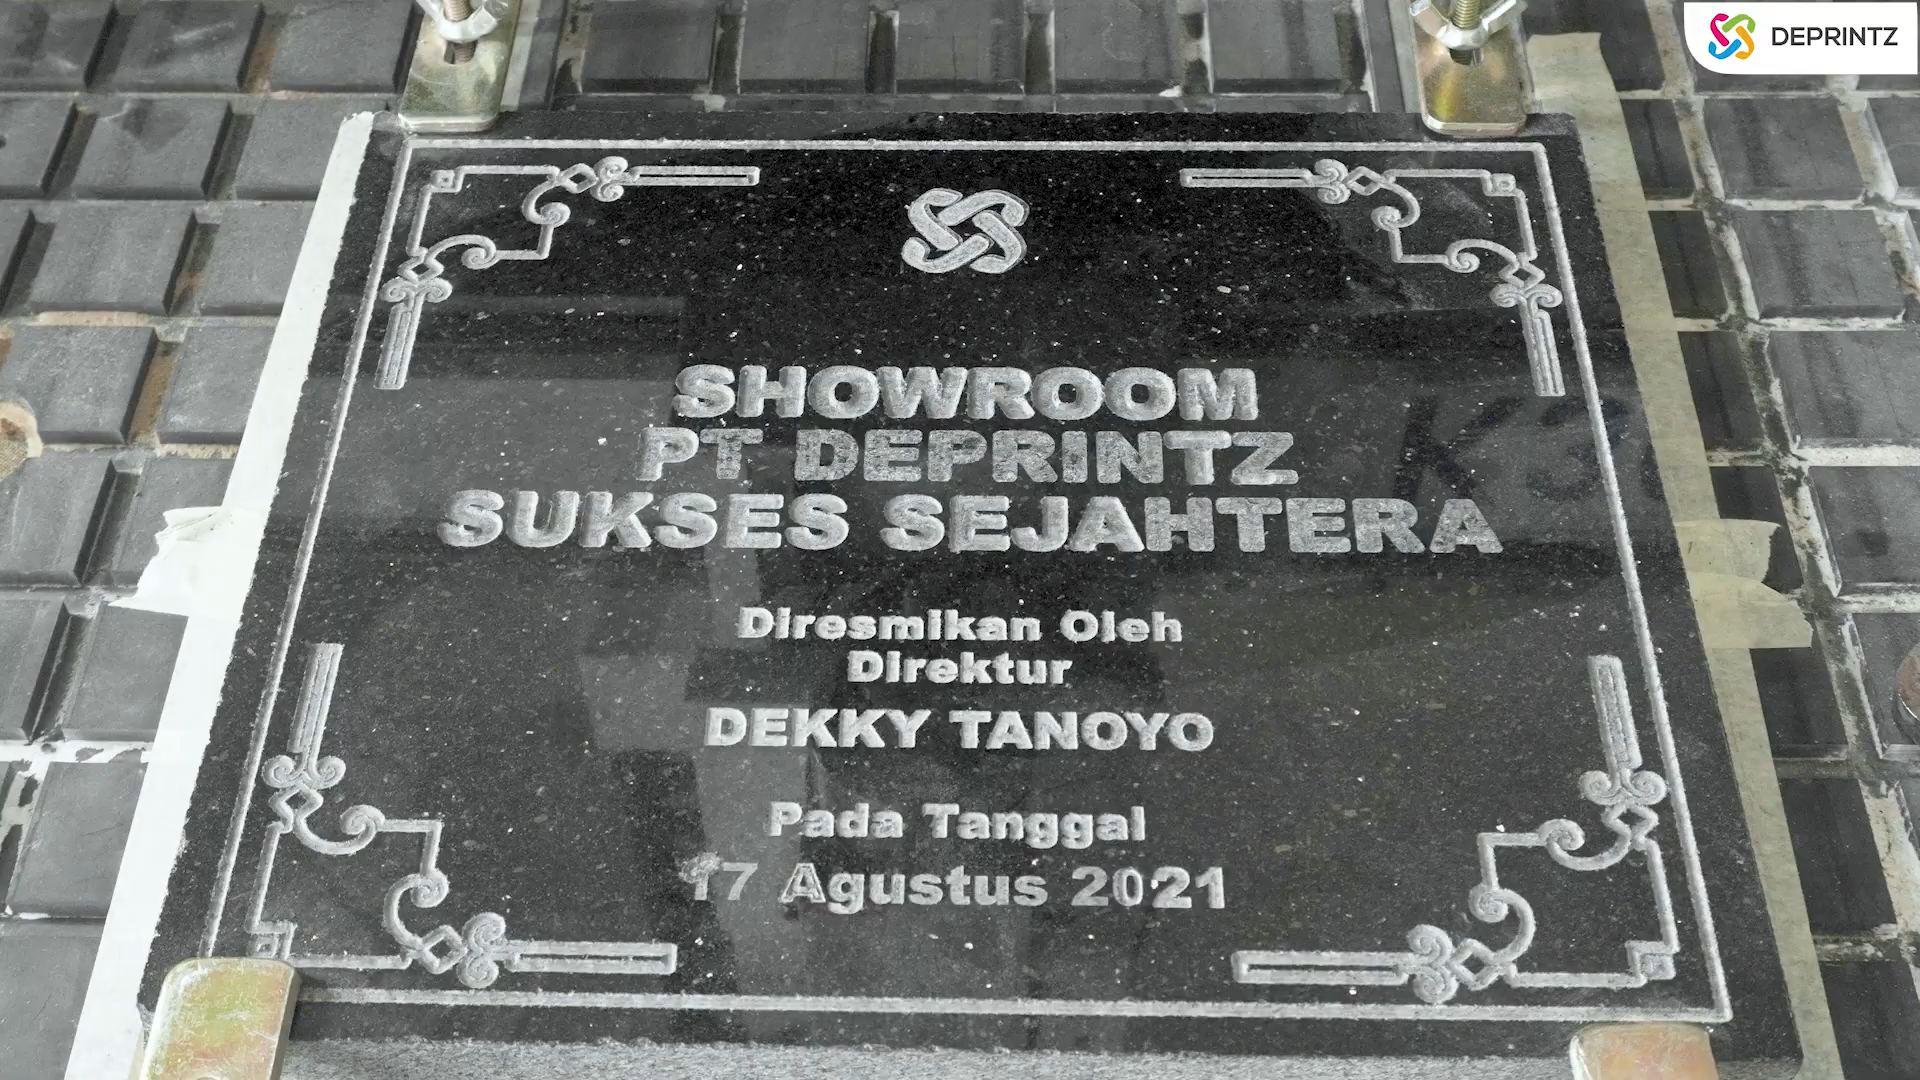 DEPRINTZ
SHOWROOM
PT DEPRINTZ
SUKSES SEJAHTERA
Diresmikan Oleh
Direktur
DEKKY TANOYO
Pada Tanggal
17 Agustus 2021